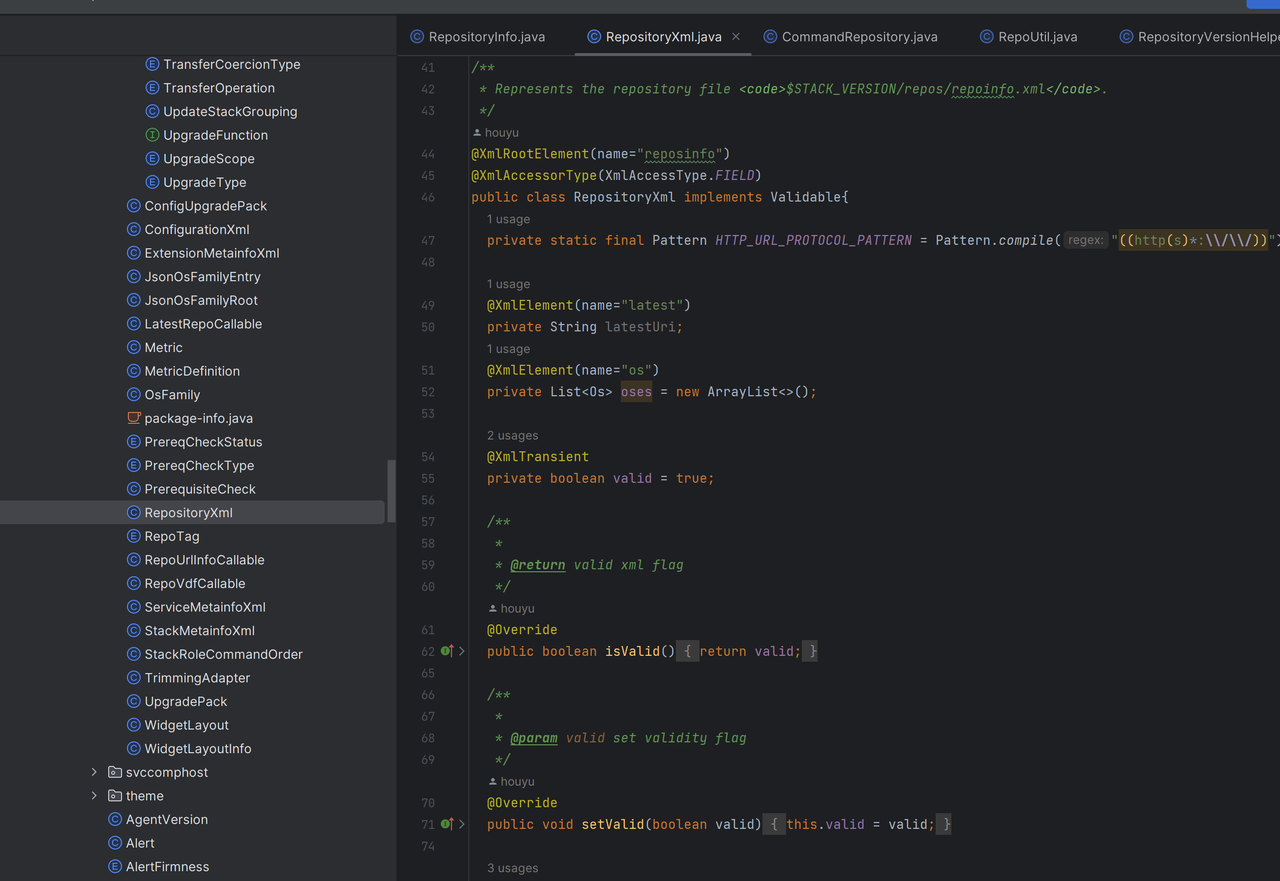 RepositoryInfo.java
RepositoryXml.java
CommandRepository.java
RepoUtil.java
RepositoryVersionHelpe
TransferCoercionType
TransferOperation
UpdateStackGrouping
UpgradeFunction
UpgradeScope
UpgradeType
ConfigUpgradePack
ConfigurationXml
ExtensionMetainfoXml
JsonOsFamilyEntry
JsonOsFamilyRoot
LatestRepoCallable
Metric
MetricDefinition
OsFamily
package-info.java
PrereqCheckStatus
PrereqCheckType
PrerequisiteCheck
RepositoryXml
RepoTag
RepoUrlInfoCallable
RepoVdfCallable
ServiceMetainfoXml
StackMetainfoXml
StackRoleCommandOrder
TrimmingAdapter
UpgradePack
WidgetLayout
WidgetLayoutInfo
svccomphost
theme
AgentVersion
Alert
AlertFirmness
41 /**
42 * Represents the repository file <code>$STACK_VERSION/repos/repoinfo.xml</code>.
43 */
houyu
44 @XmlRootElement(name="reposinfo")
45 @XmlAccessorType(XmlAccessType.FIELD)
46 public class RepositoryXml implements Validable{
1 usage
47 private static final Pattern HTTP_URL_PROTOCOL_PATTERN = Pattern.compile( regex: "((http(s)*:\\/\\/))")
48
1 usage
49 @XmlElement(name="latest")
50 private String latestUri;
1 usage
51 @XmlElement(name="os")
52 private List<Os> oses = new ArrayList<>();
53
2 usages
54 @XmlTransient
55 private boolean valid = true;
56
57 /**
58 *
59 * @return valid xml flag
60 */
houyu
61 @Override
62 public boolean isValid() { return valid; }
65
66 /**
67 *
68 * @param valid set validity flag
69 */
houyu
70 @Override
71 public void setValid(boolean valid) { this.valid = valid; }
74
3 usages